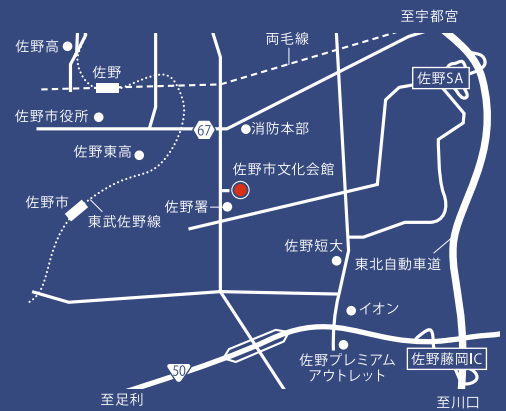 至宇都宮
両毛線
佐野高
佐野
佐野SA
佐野市役所
67
消防本部
佐野東高
佐野市文化会館
佐野市
佐野署
東武佐野線
佐野短大
東北自動車道
イオン
佐野プレミアム
アウトレット
佐野藤岡IC
50
至足利
至川口